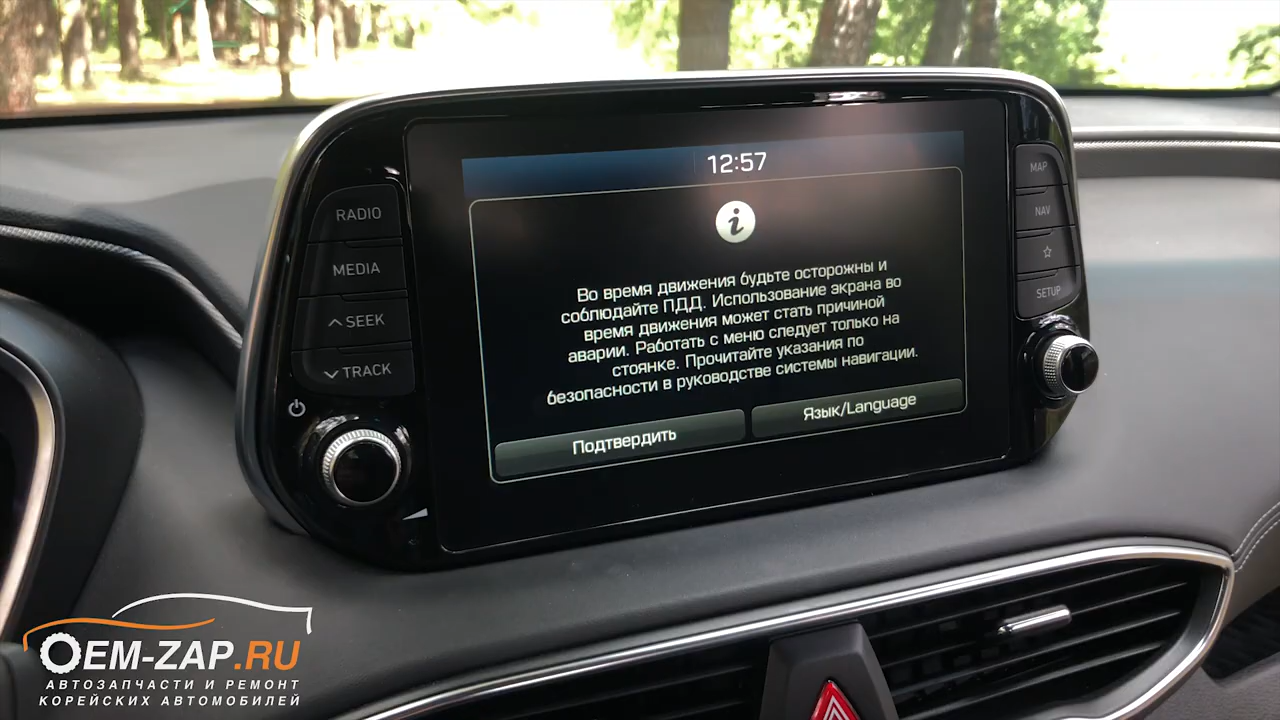 12:57
RADIO
MEDIA
SEEK
TRACK
MAP
NAV
SETUP
i
Во время движения будьте осторожны и
соблюдайте ПДД. Использование экрана во
время движения может стать причиной
аварии. Работать с меню следует только на
стоянке. Прочитайте указания по
безопасности в руководстве системы навигации.
Подтвердить
Язык/Language
OEM-ZAP.RU
АВТОЗАПЧАСТИ И РЕМОНТ
КОРЕЙСКИХ АВТОМОБИЛЕЙ